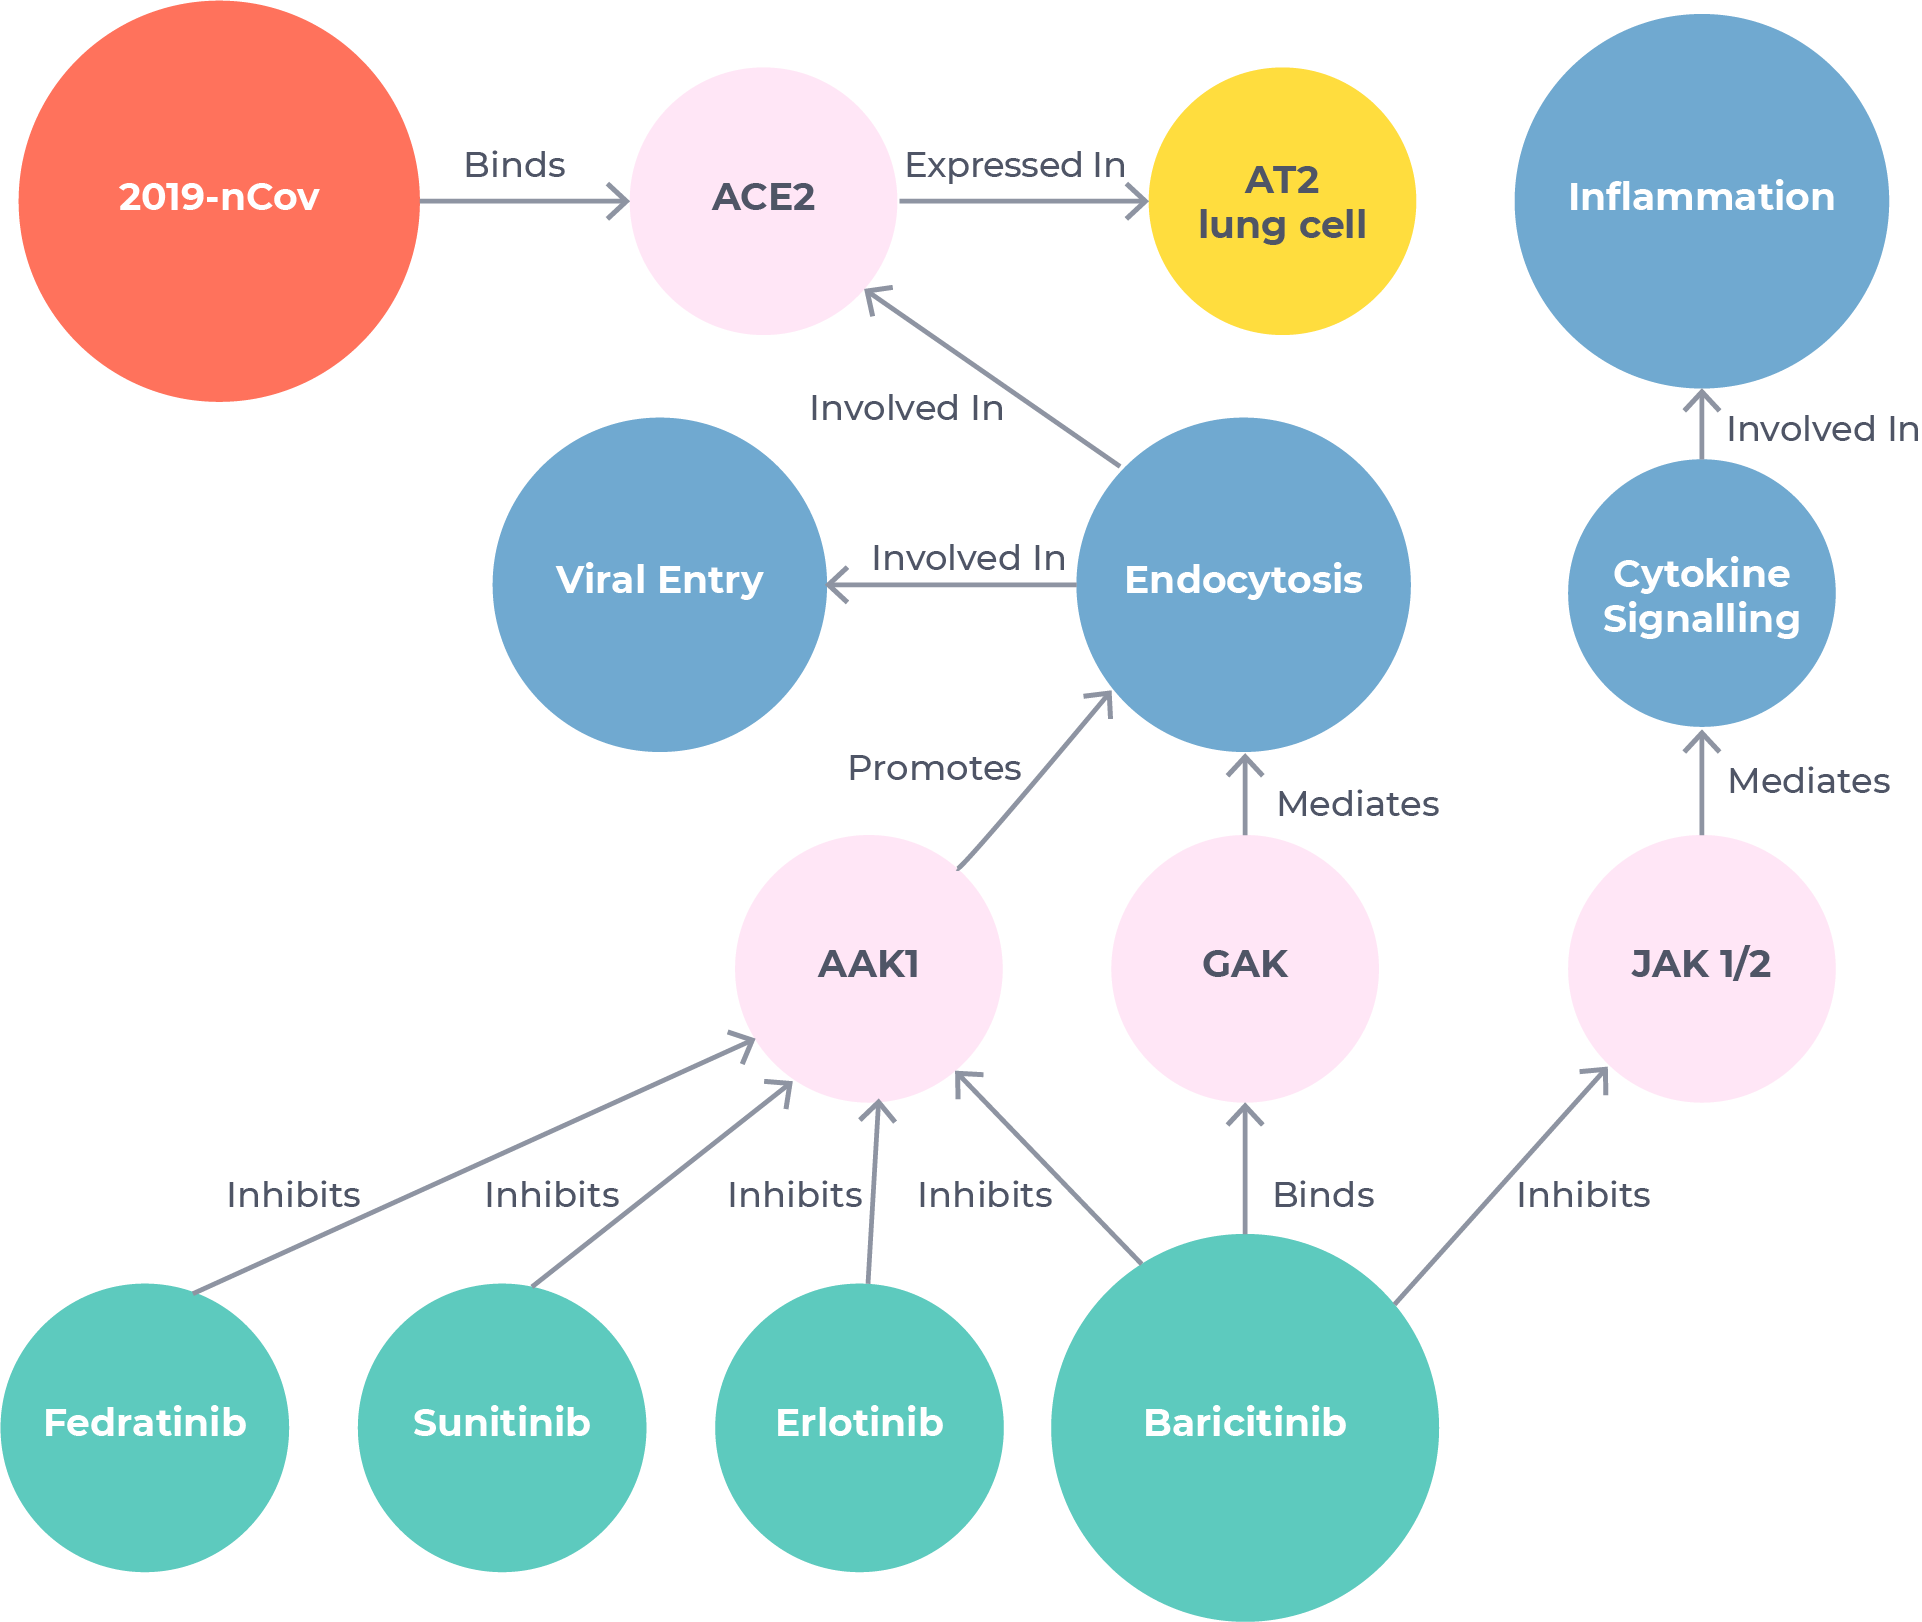 2019-nCov
Binds
ACE2
Expressed In
AT2
lung cell
Inflammation
Involved In
Involved In
Viral Entry
Involved In
Endocytosis
Cytokine
Signalling
Promotes
Mediates
Mediates
AAK1
GAK
JAK 1/2
Inhibits
Inhibits
Inhibits
Inhibits
Binds
Inhibits
Fedratinib
Sunitinib
Erlotinib
Baricitinib